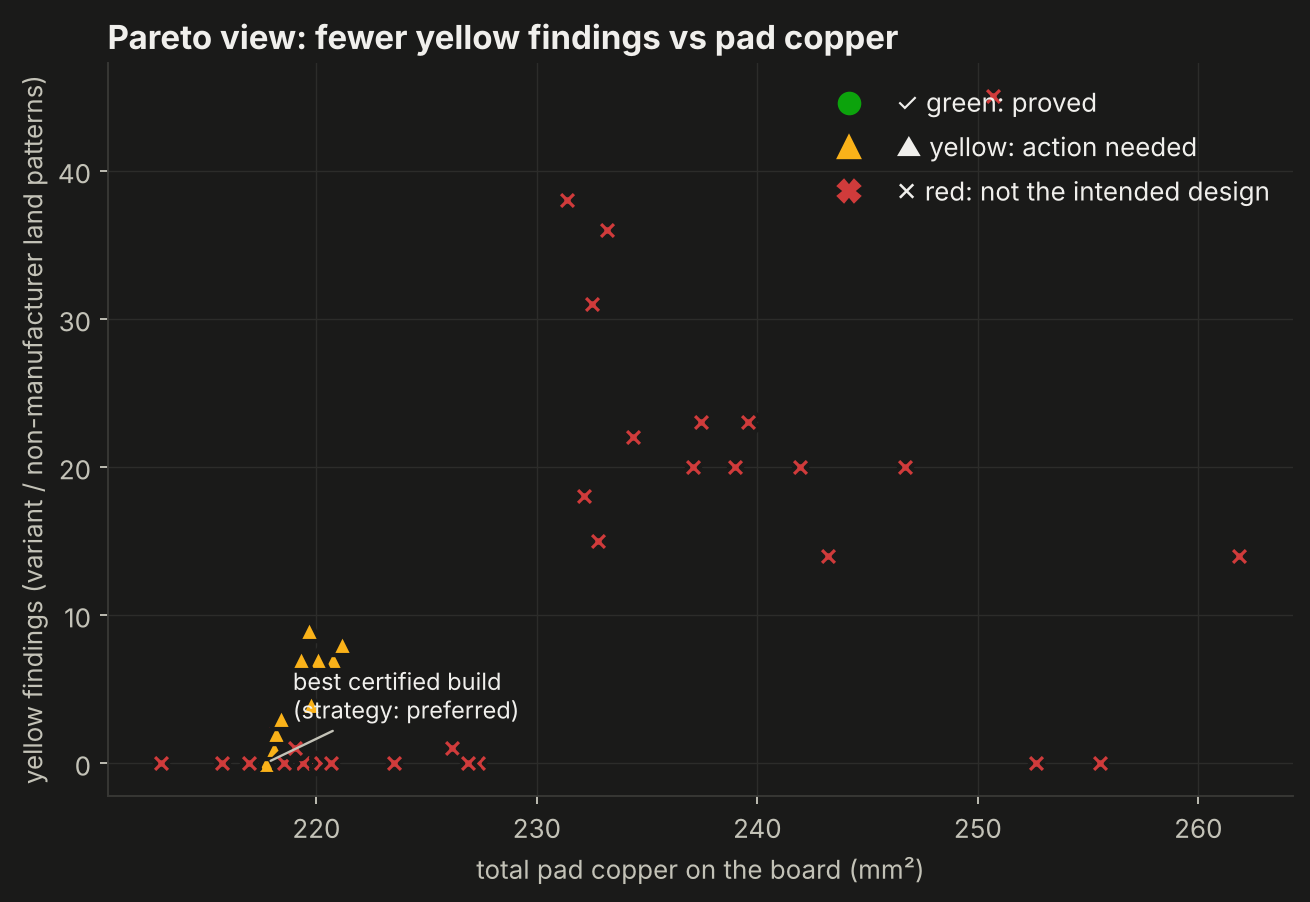 Pareto view: fewer yellow findings vs pad copper
✓ green: proved
▲ yellow: action needed
✕ red: not the intended design
yellow findings (variant / non-manufacturer land patterns)
40
30
20
10
0
best certified build
(strategy: preferred)
220
230
240
250
260
total pad copper on the board (mm²)